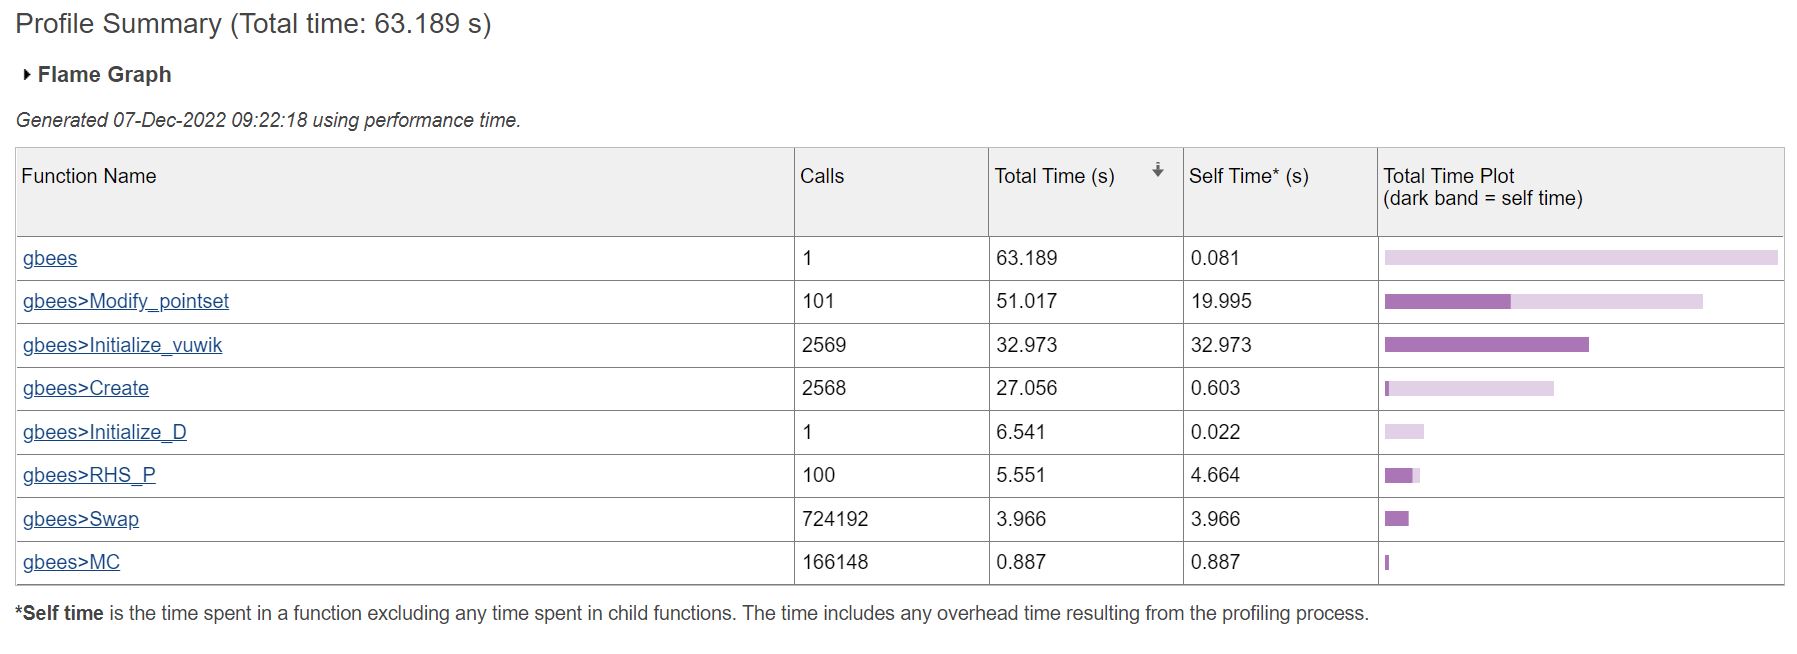 Profile Summary (Total time: 63.189 s)
Flame Graph
Generated 07-Dec-2022 09:22:18 using performance time.
Function Name Calls Total Time (s) Self Time* (s) Total Time Plot
(dark band = self time)
gbees 1 63.189 0.081
gbees>Modify_pointset 101 51.017 19.995
gbees>Initialize_vuwik 2569 32.973 32.973
gbees>Create 2568 27.056 0.603
gbees>Initialize_D 1 6.541 0.022
gbees>RHS_P 100 5.551 4.664
gbees>Swap 724192 3.966 3.966
gbees>MC 166148 0.887 0.887
*Self time is the time spent in a function excluding any time spent in child functions. The time includes any overhead time resulting from the profiling process.